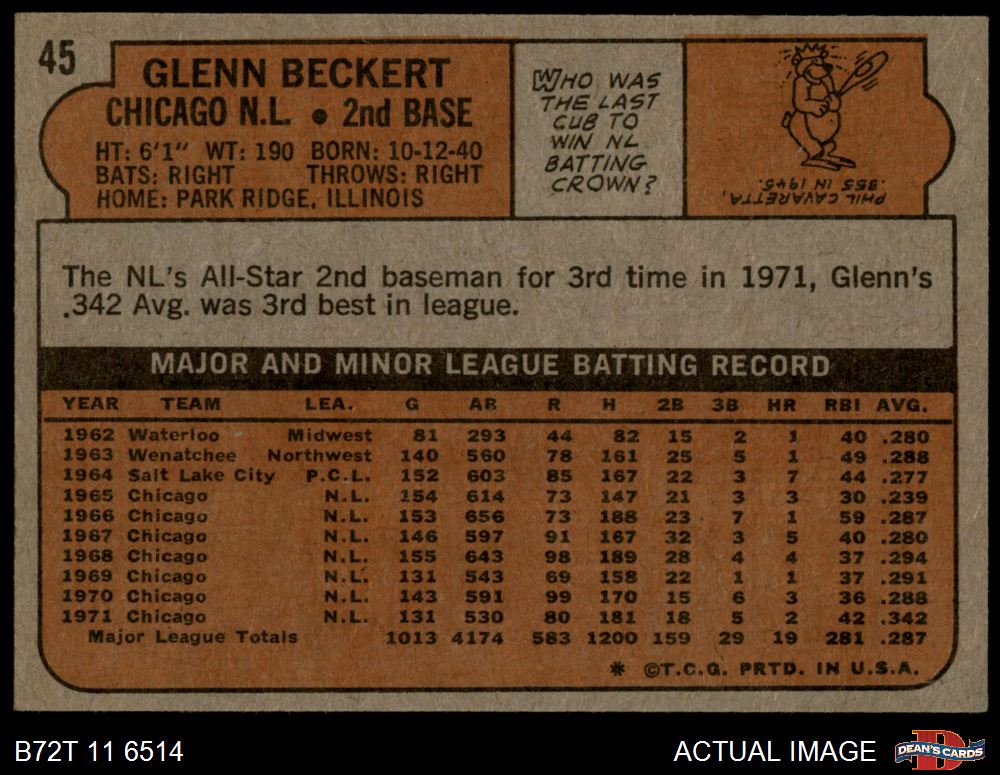 45
GLENN BECKERT
CHICAGO N.L. • 2nd BASE
HT: 6'1" WT: 190 BORN: 10-12-40
BATS: RIGHT THROWS: RIGHT
HOME: PARK RIDGE, ILLINOIS
WHO WAS
THE LAST
CUB TO
WIN NL
BATTING
CROWN?
PHIL CAVARETTA,
.355 IN 1945.
The NL's All-Star 2nd baseman for 3rd time in 1971, Glenn's
.342 Avg. was 3rd best in league.
MAJOR AND MINOR LEAGUE BATTING RECORD
YEAR TEAM LEA. G AB R H 2B 3B HR RBI AVG.
1962 Waterloo Midwest 81 293 44 82 15 2 1 40 .280
1963 Wenatchee Northwest 140 560 78 161 25 5 1 49 .288
1964 Salt Lake City P.C.L. 152 603 85 167 22 3 7 44 .277
1965 Chicago N.L. 154 614 73 147 21 3 3 30 .239
1966 Chicago N.L. 153 656 73 188 23 7 1 59 .287
1967 Chicago N.L. 146 597 91 167 32 3 5 40 .280
1968 Chicago N.L. 155 643 98 189 28 4 4 37 .294
1969 Chicago N.L. 131 543 69 158 22 1 1 37 .291
1970 Chicago N.L. 143 591 99 170 15 6 3 36 .288
1971 Chicago N.L. 131 530 80 181 18 5 2 42 .342
Major League Totals 1013 4174 583 1200 159 29 19 281 .287
* ©T.C.G. PRTD. IN U.S.A.
B72T 11 6514
ACTUAL IMAGE
DEAN'S CARDS